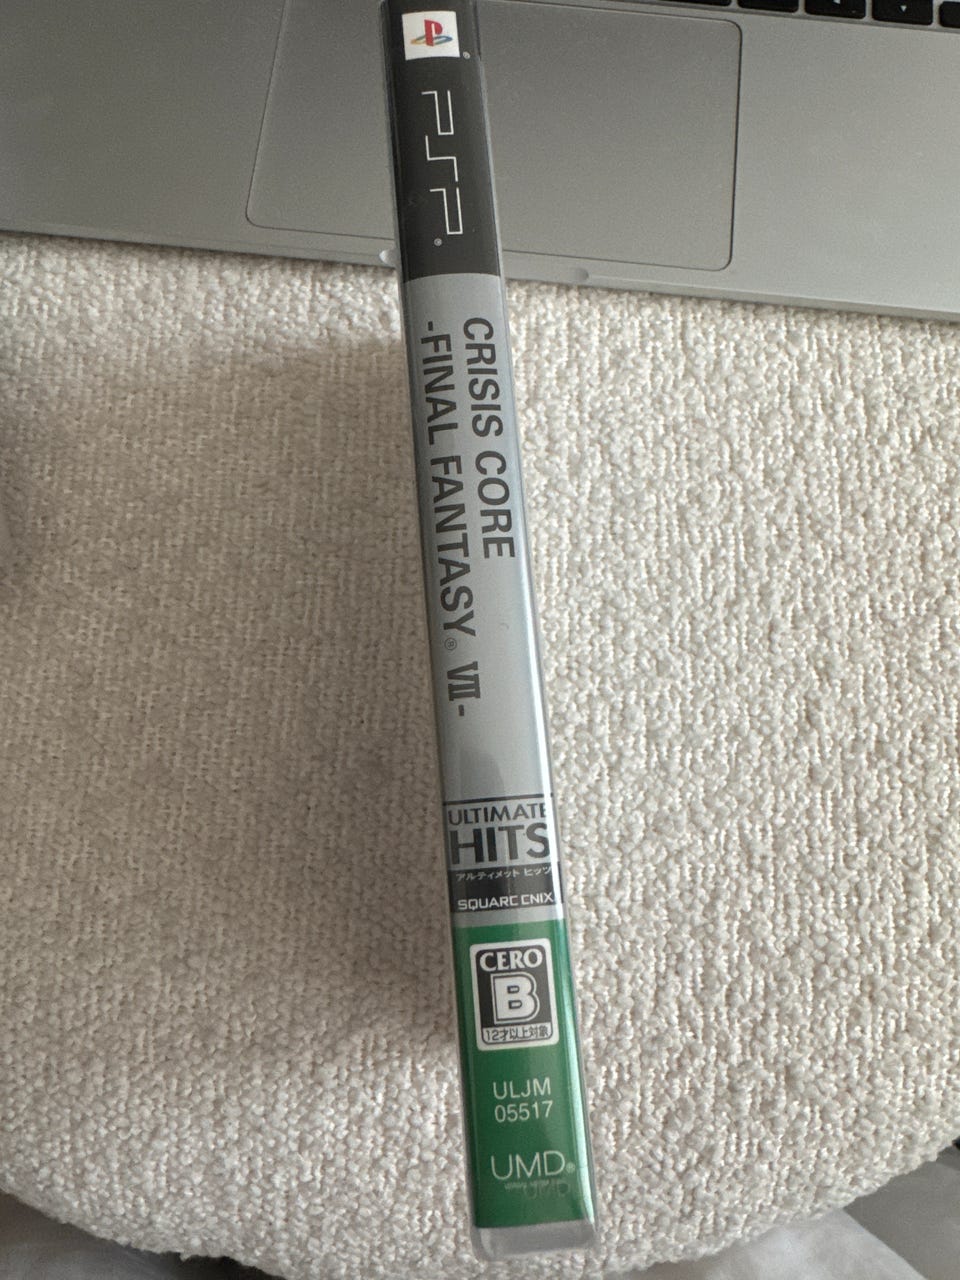 PSP®
CRISIS CORE
-FINAL FANTASY® VII-
ULTIMATE
HITS
アルティメット ヒッツ
SQUARE ENIX
CERO
B
12才以上対象
ULJM
05517
UMD®